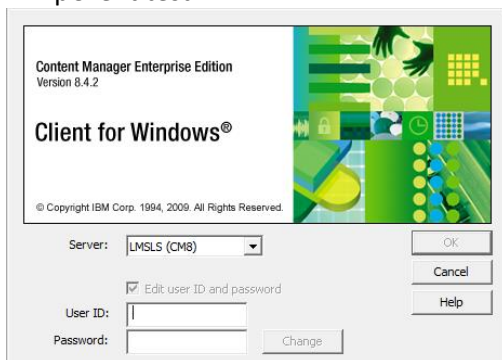 Content Manager Enterprise Edition
Version 8.4.2
Client for Windows®
© Copyright IBM Corp. 1994, 2009. All Rights Reserved.
Server: LMSLS (CM8) OK
Cancel
Edit user ID and password
Help
User ID:
Password: Change